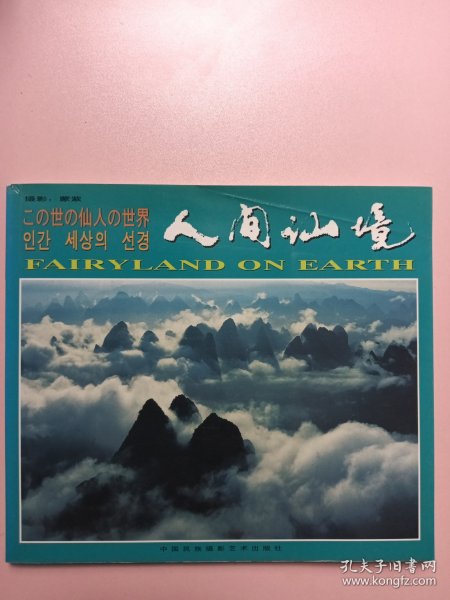 摄影：蒙紫
この世の仙人の世界
인간 세상의 선경
人间仙境
FAIRYLAND ON EARTH
中国民族摄影艺术出版社
孔夫子旧书网
www.kongfz.com